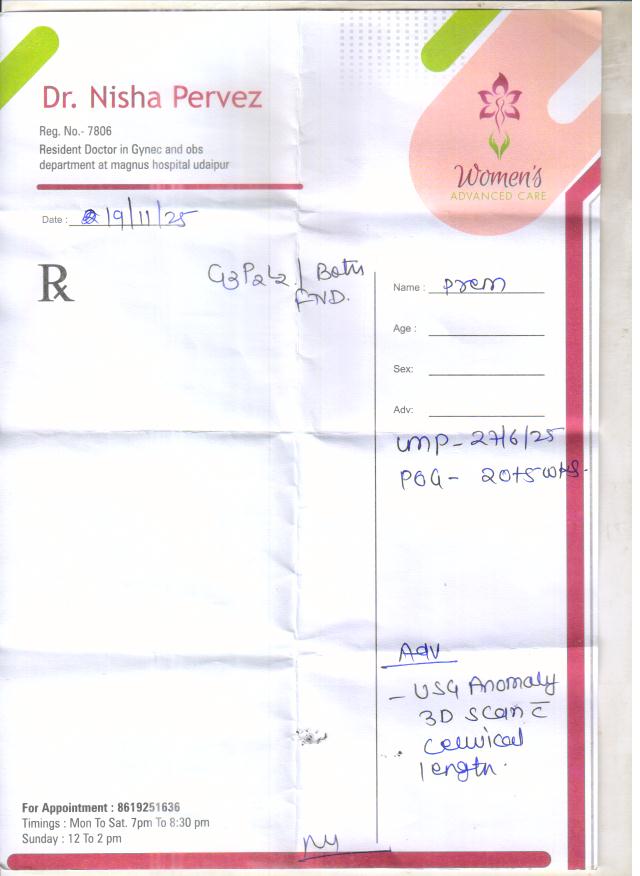 Dr. Nisha Pervez
Reg. No.- 7806
Resident Doctor in Gynec and obs
department at magnus hospital udaipur
Women's
ADVANCED CARE
Date : 19/11/25
Rx
G3P2L2 / Both
FND.
Name : Prem
Age :
Sex:
Adv:
LMP - 27/6/25
POG - 20+5 wks.
Adv
- USG Anomaly
3D scan c̅
cervical
length.
For Appointment : 8619251636
Timings : Mon To Sat. 7pm To 8:30 pm
Sunday : 12 To 2 pm